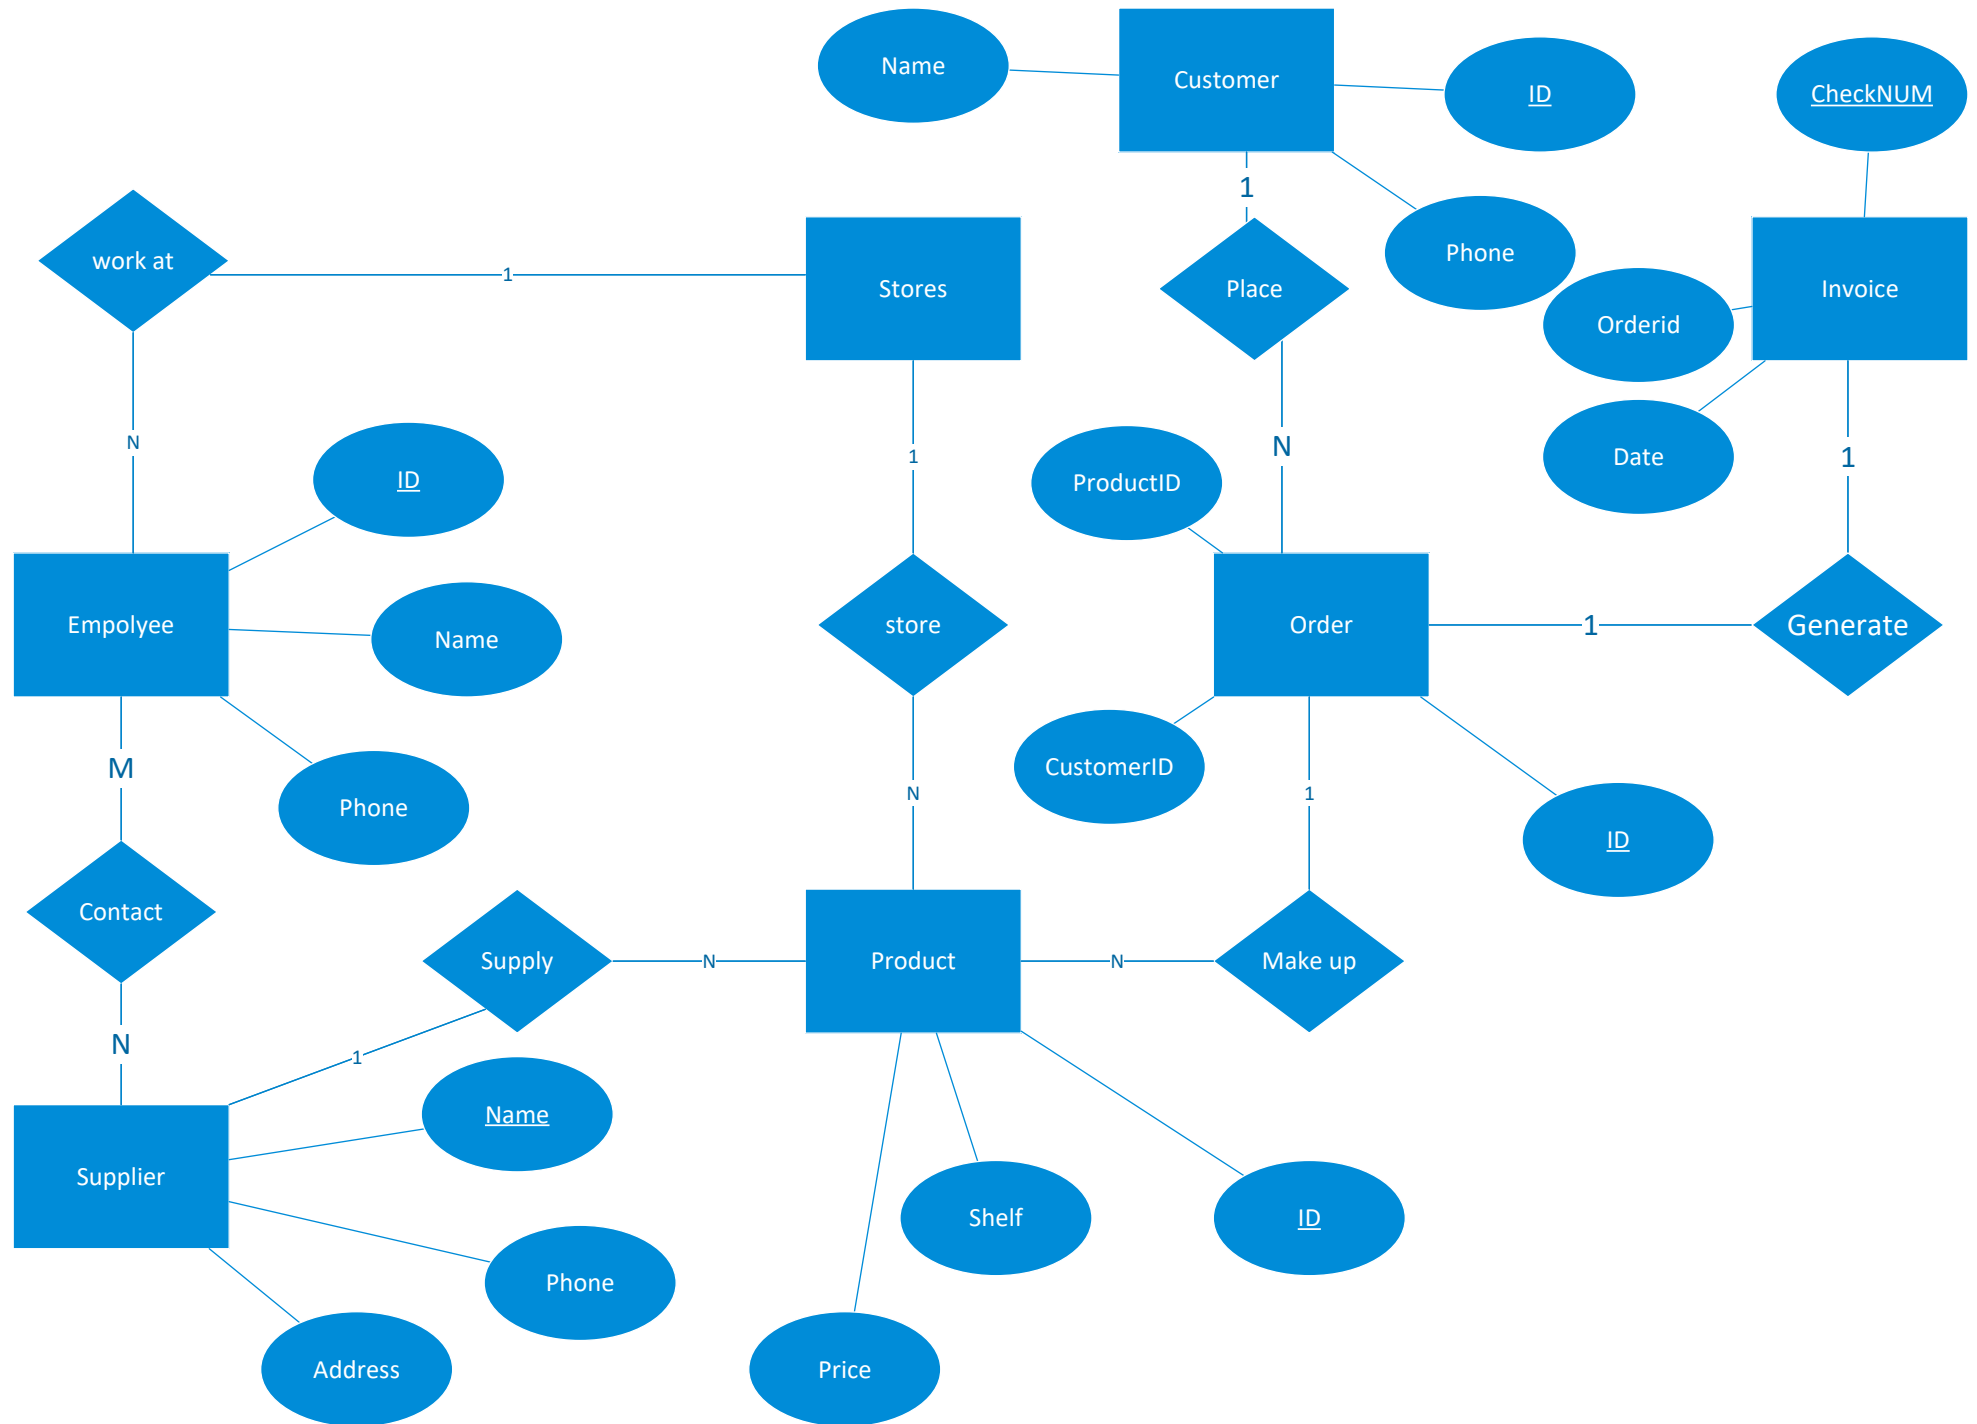 Name
Customer
ID
CheckNUM
1
work at
Stores
Place
Phone
Invoice
Orderid
1
N
ID
1
ProductID
N
Date
1
Empolyee
Name
store
Order
1
Generate
M
Phone
N
CustomerID
1
ID
Contact
Supply
N
Product
N
Make up
N
1
Name
Supplier
Phone
Shelf
ID
Address
Price